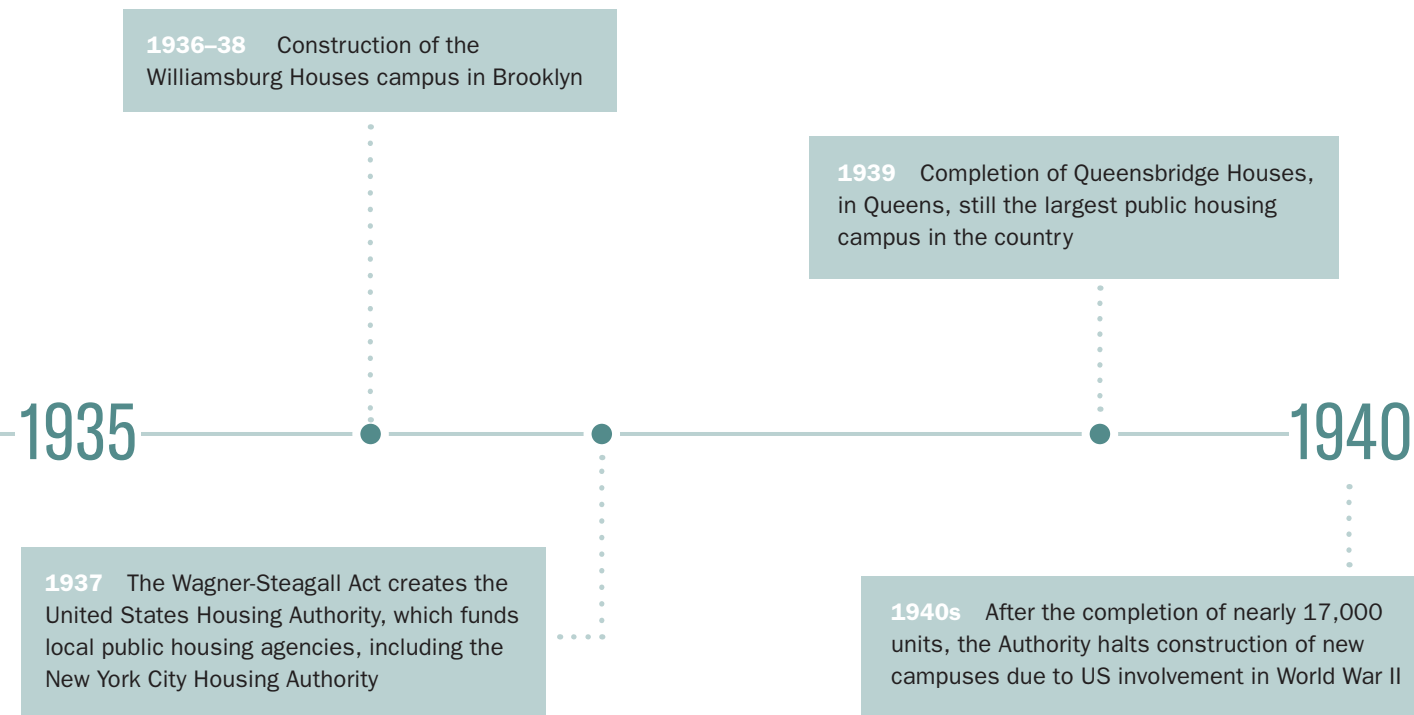 1936–38 Construction of the
Williamsburg Houses campus in Brooklyn
1939 Completion of Queensbridge Houses,
in Queens, still the largest public housing
campus in the country
1935
1940
1937 The Wagner-Steagall Act creates the
United States Housing Authority, which funds
local public housing agencies, including the
New York City Housing Authority
1940s After the completion of nearly 17,000
units, the Authority halts construction of new
campuses due to US involvement in World War II